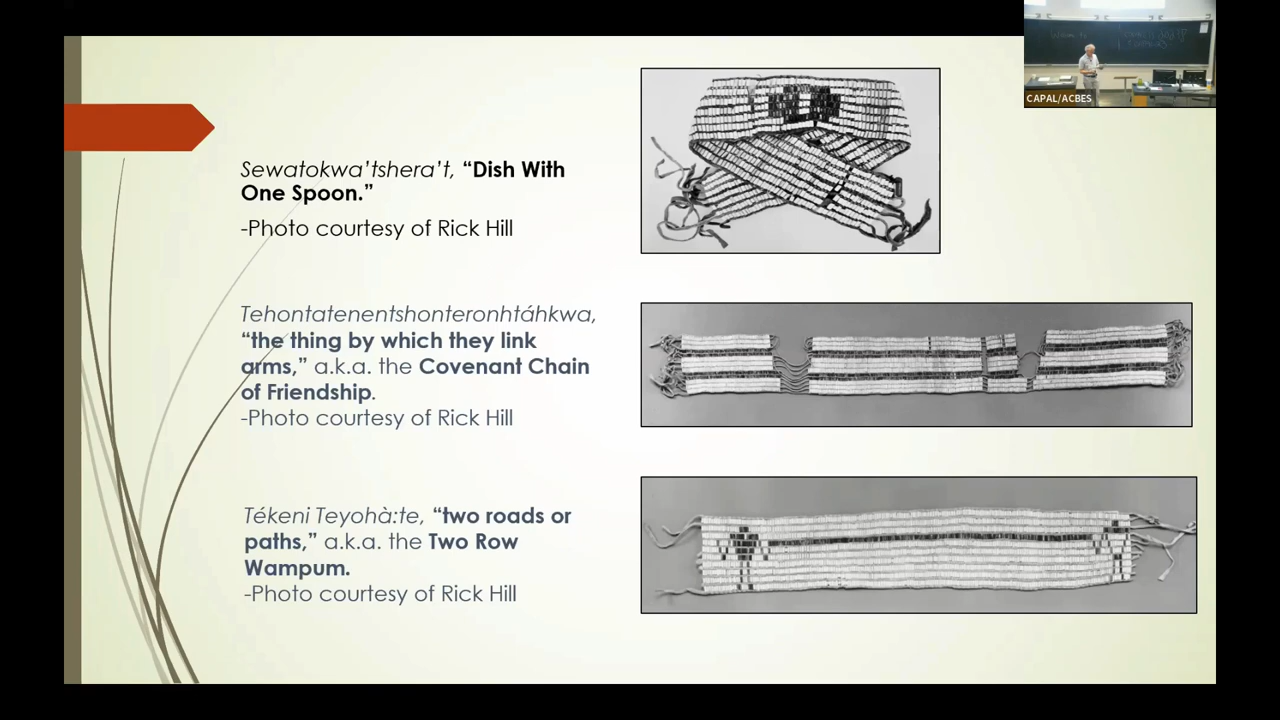 CAPAL/ACBES
Sewatokwa’tshera’t, “Dish With
One Spoon.”
-Photo courtesy of Rick Hill
Tehontatenentshonteronhtáhkwa,
“the thing by which they link
arms,” a.k.a. the Covenant Chain
of Friendship.
-Photo courtesy of Rick Hill
Tékeni Teyohà:te, “two roads or
paths,” a.k.a. the Two Row
Wampum.
-Photo courtesy of Rick Hill